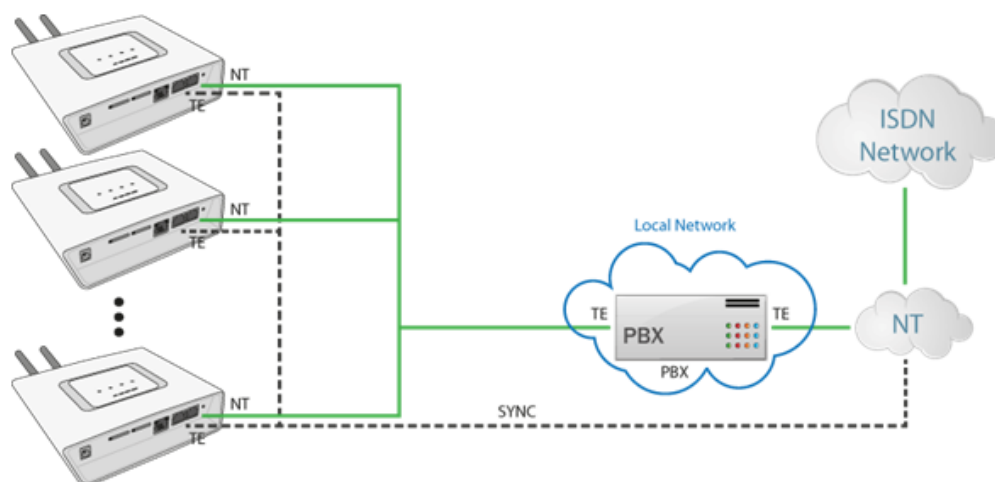 NT
TE
NT
TE
NT
TE
SYNC
Local Network
TE
PBX
TE
PBX
ISDN
Network
NT